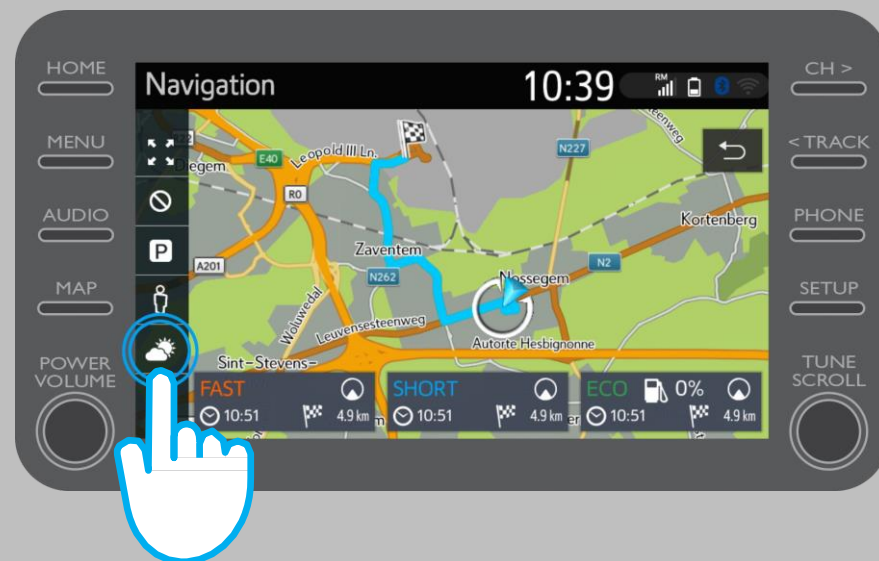 HOME
MENU
AUDIO
MAP
POWER
VOLUME
Navigation
10:39
RM
CH >
< TRACK
PHONE
SETUP
TUNE
SCROLL
Leopold III Ln.
N227
E40
egem
R0
Kortenberg
P
Zaventem
A201
N262
N2
Nossegem
Woluwedal
Leuvensesteenweg
Autorte Hesbignonne
Sint-Stevens-
FAST
10:51
4.9 km
SHORT
10:51
4.9 km
ECO
0%
10:51
4.9 km